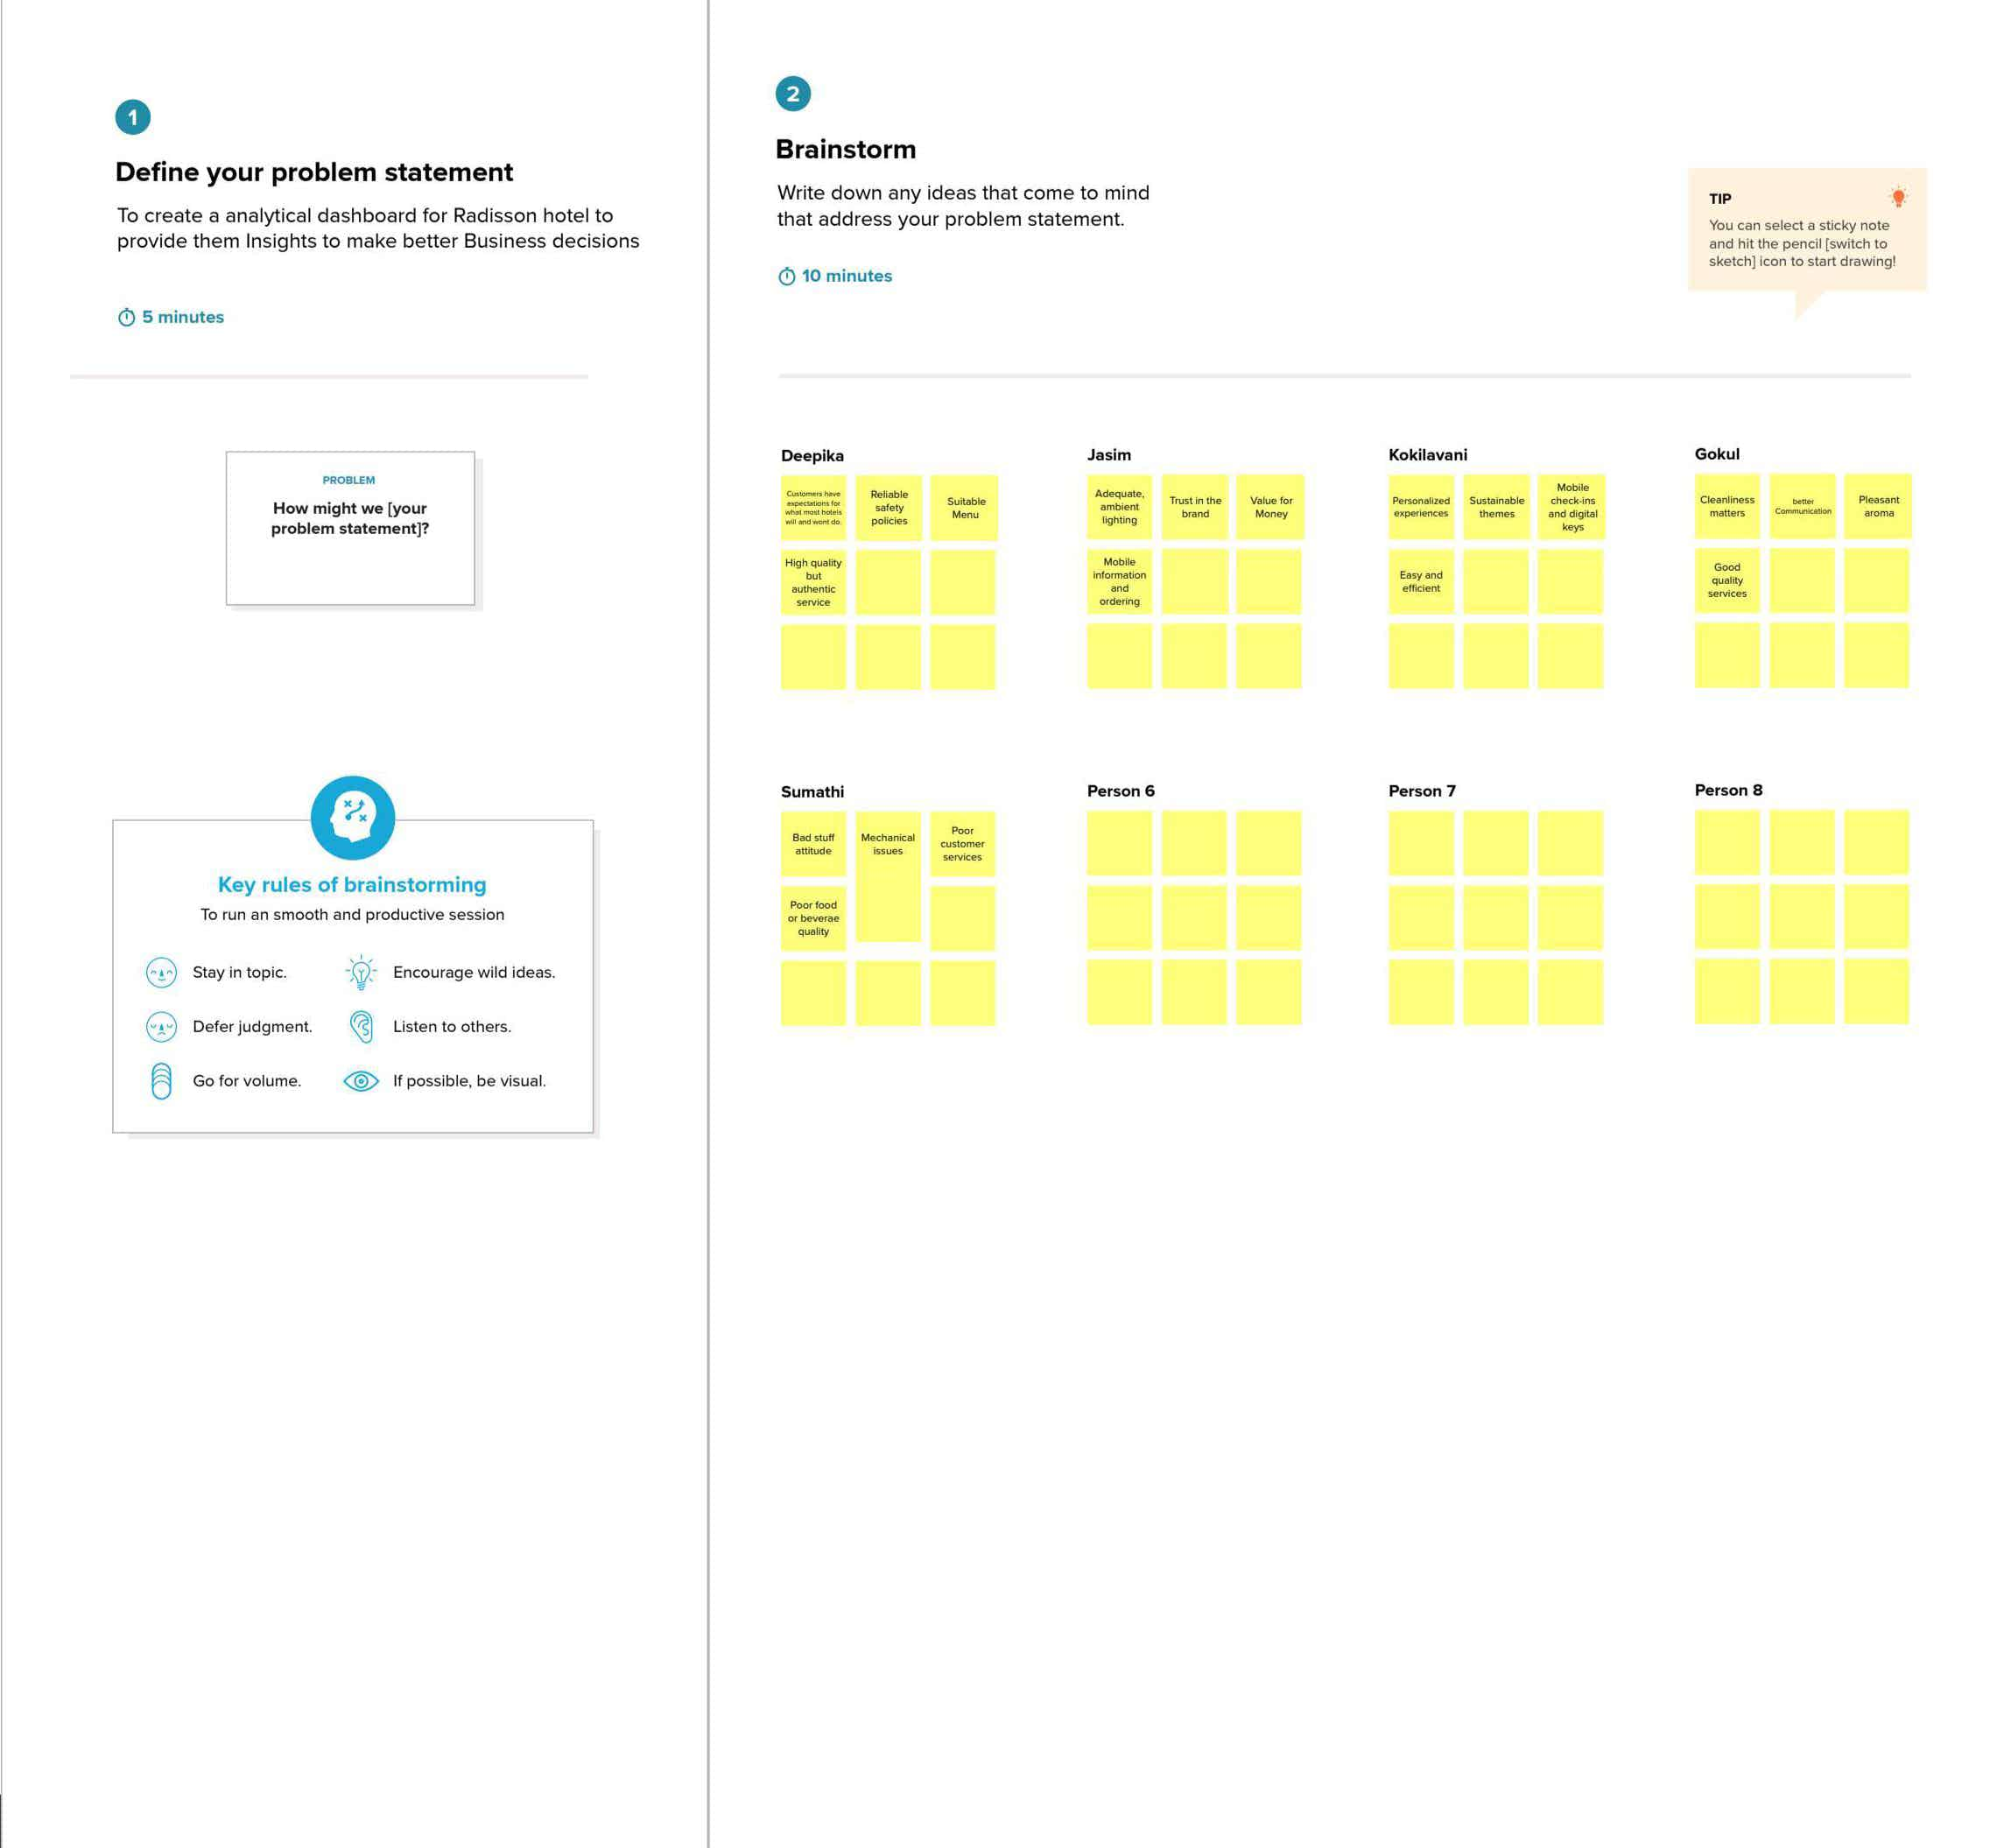 1
Define your problem statement
To create a analytical dashboard for Radisson hotel to
provide them Insights to make better Business decisions
5 minutes
PROBLEM
How might we [your
problem statement]?
Key rules of brainstorming
To run an smooth and productive session
Stay in topic.
Encourage wild ideas.
Defer judgment.
Listen to others.
Go for volume.
If possible, be visual.
2
Brainstorm
Write down any ideas that come to mind
that address your problem statement.
10 minutes
TIP
You can select a sticky note
and hit the pencil [switch to
sketch] icon to start drawing!
Deepika
Customers have
expectations for
what most hotels
will and wont do.
Reliable
safety
policies
Suitable
Menu
High quality
but
authentic
service
Jasim
Adequate,
ambient
lighting
Trust in the
brand
Value for
Money
Mobile
information
and
ordering
Kokilavani
Personalized
experiences
Sustainable
themes
Mobile
check-ins
and digital
keys
Easy and
efficient
Gokul
Cleanliness
matters
better
Communication
Pleasant
aroma
Good
quality
services
Sumathi
Bad stuff
attitude
Mechanical
issues
Poor
customer
services
Poor food
or beverae
quality
Person 6
Person 7
Person 8